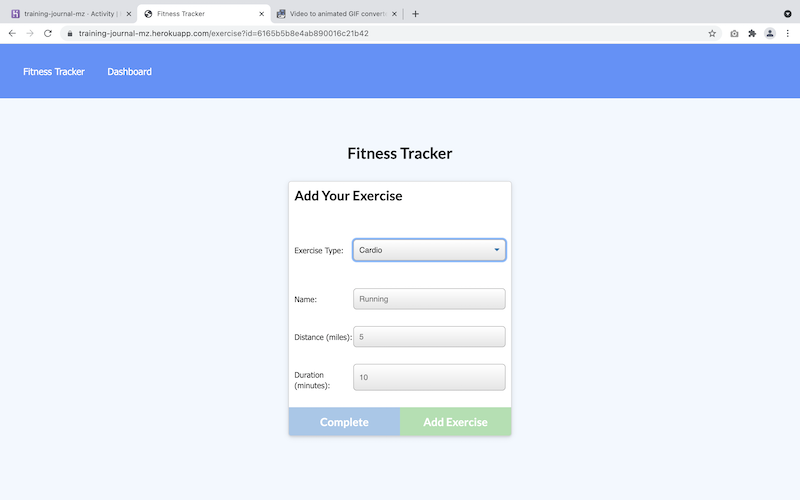 training-journal-mz · Activity |
Fitness Tracker
Video to animated GIF convert
training-journal-mz.herokuapp.com/exercise?id=6165b5b8e4ab890016c21b42
Fitness Tracker
Dashboard
Fitness Tracker
Add Your Exercise
Exercise Type:
Cardio
Name:
Running
Distance (miles):
5
Duration
(minutes):
10
Complete
Add Exercise